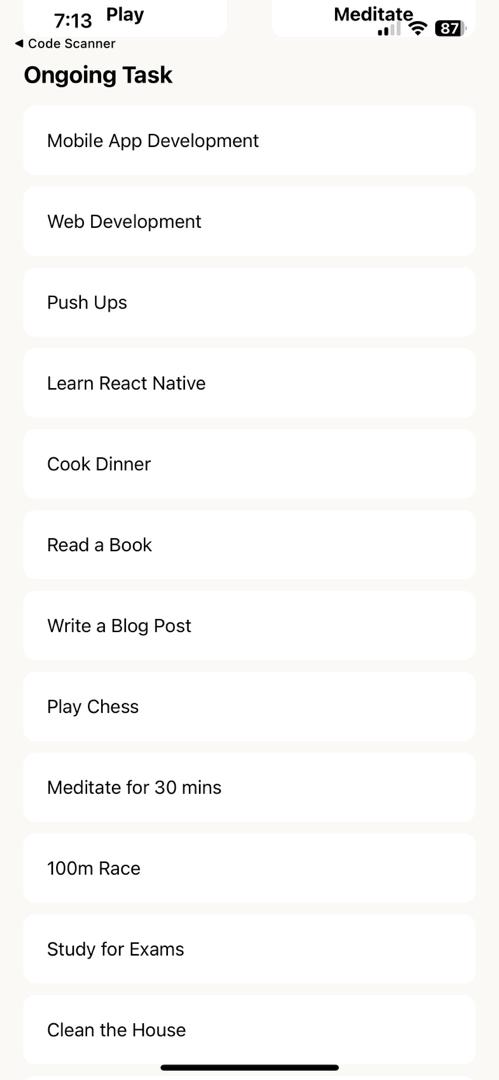 7:13
Play
Meditate
87
◀ Code Scanner
Ongoing Task
Mobile App Development
Web Development
Push Ups
Learn React Native
Cook Dinner
Read a Book
Write a Blog Post
Play Chess
Meditate for 30 mins
100m Race
Study for Exams
Clean the House